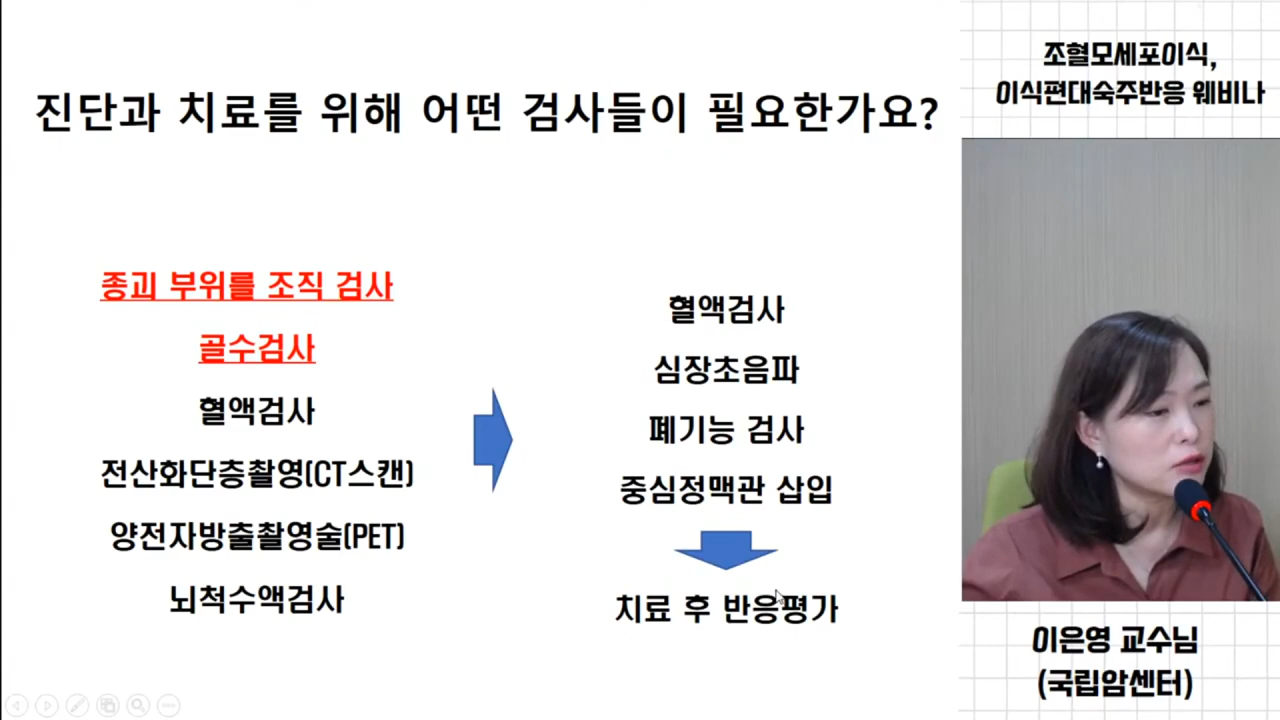 진단과 치료를 위해 어떤 검사들이 필요한가요?
종괴 부위를 조직 검사
골수검사
혈액검사
전산화단층촬영(CT스캔)
양전자방출촬영술(PET)
뇌척수액검사
혈액검사
심장초음파
폐기능 검사
중심정맥관 삽입
치료 후 반응평가
조혈모세포이식,
이식편대숙주반응 웨비나
이은영 교수님
(국립암센터)